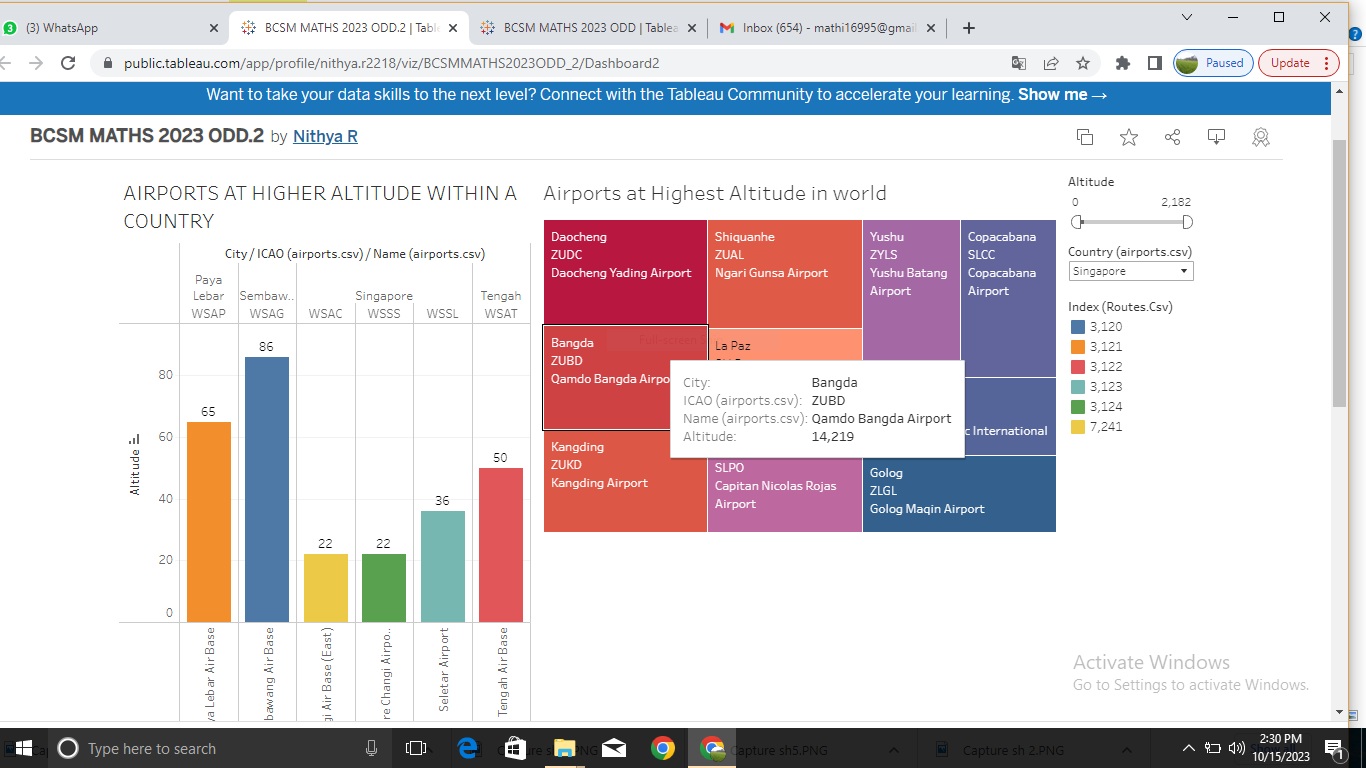 3 (3) WhatsApp
BCSM MATHS 2023 ODD.2 | Table
BCSM MATHS 2023 ODD | Tablea
Inbox (654) - mathi16995@gmail
public.tableau.com/app/profile/nithya.r2218/viz/BCSMMATHS2023ODD_2/Dashboard2
Paused
Update
Want to take your data skills to the next level? Connect with the Tableau Community to accelerate your learning. Show me →
BCSM MATHS 2023 ODD.2 by Nithya R
AIRPORTS AT HIGHER ALTITUDE WITHIN A
COUNTRY
City / ICAO (airports.csv) / Name (airports.csv)
Paya
Lebar
WSAP
Sembaw..
WSAG
Singapore
WSAC
WSSS
WSSL
Tengah
WSAT
Altitude
80
60
40
20
0
65
86
22
22
36
50
ya Lebar Air Base
bawang Air Base
gi Air Base (East)
re Changi Airpo..
Seletar Airport
Tengah Air Base
Airports at Highest Altitude in world
Daocheng
ZUDC
Daocheng Yading Airport
Shiquanhe
ZUAL
Ngari Gunsa Airport
Yushu
ZYLS
Yushu Batang
Airport
Copacabana
SLCC
Copacabana
Airport
Bangda
ZUBD
Qamdo Bangda Airpo
La Paz
City: Bangda
ICAO (airports.csv): ZUBD
Name (airports.csv): Qamdo Bangda Airport
Altitude: 14,219
c International
Kangding
ZUKD
Kangding Airport
SLPO
Capitan Nicolas Rojas
Airport
Golog
ZLGL
Golog Maqin Airport
Altitude
0 2,182
Country (airports.csv)
Singapore
Index (Routes.Csv)
3,120
3,121
3,122
3,123
3,124
7,241
Activate Windows
Go to Settings to activate Windows.
Type here to search
Capture sh5.PNG
Capture sh 2.PNG
2:30 PM
10/15/2023
1